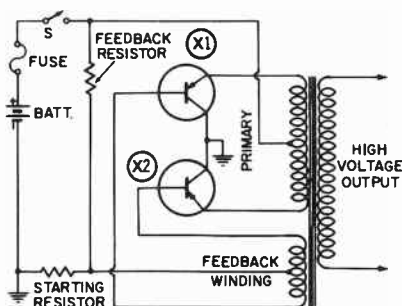 S
FUSE
BATT.
FEEDBACK
RESISTOR
X1
X2
PRIMARY
HIGH
VOLTAGE
OUTPUT
FEEDBACK
WINDING
STARTING
RESISTOR